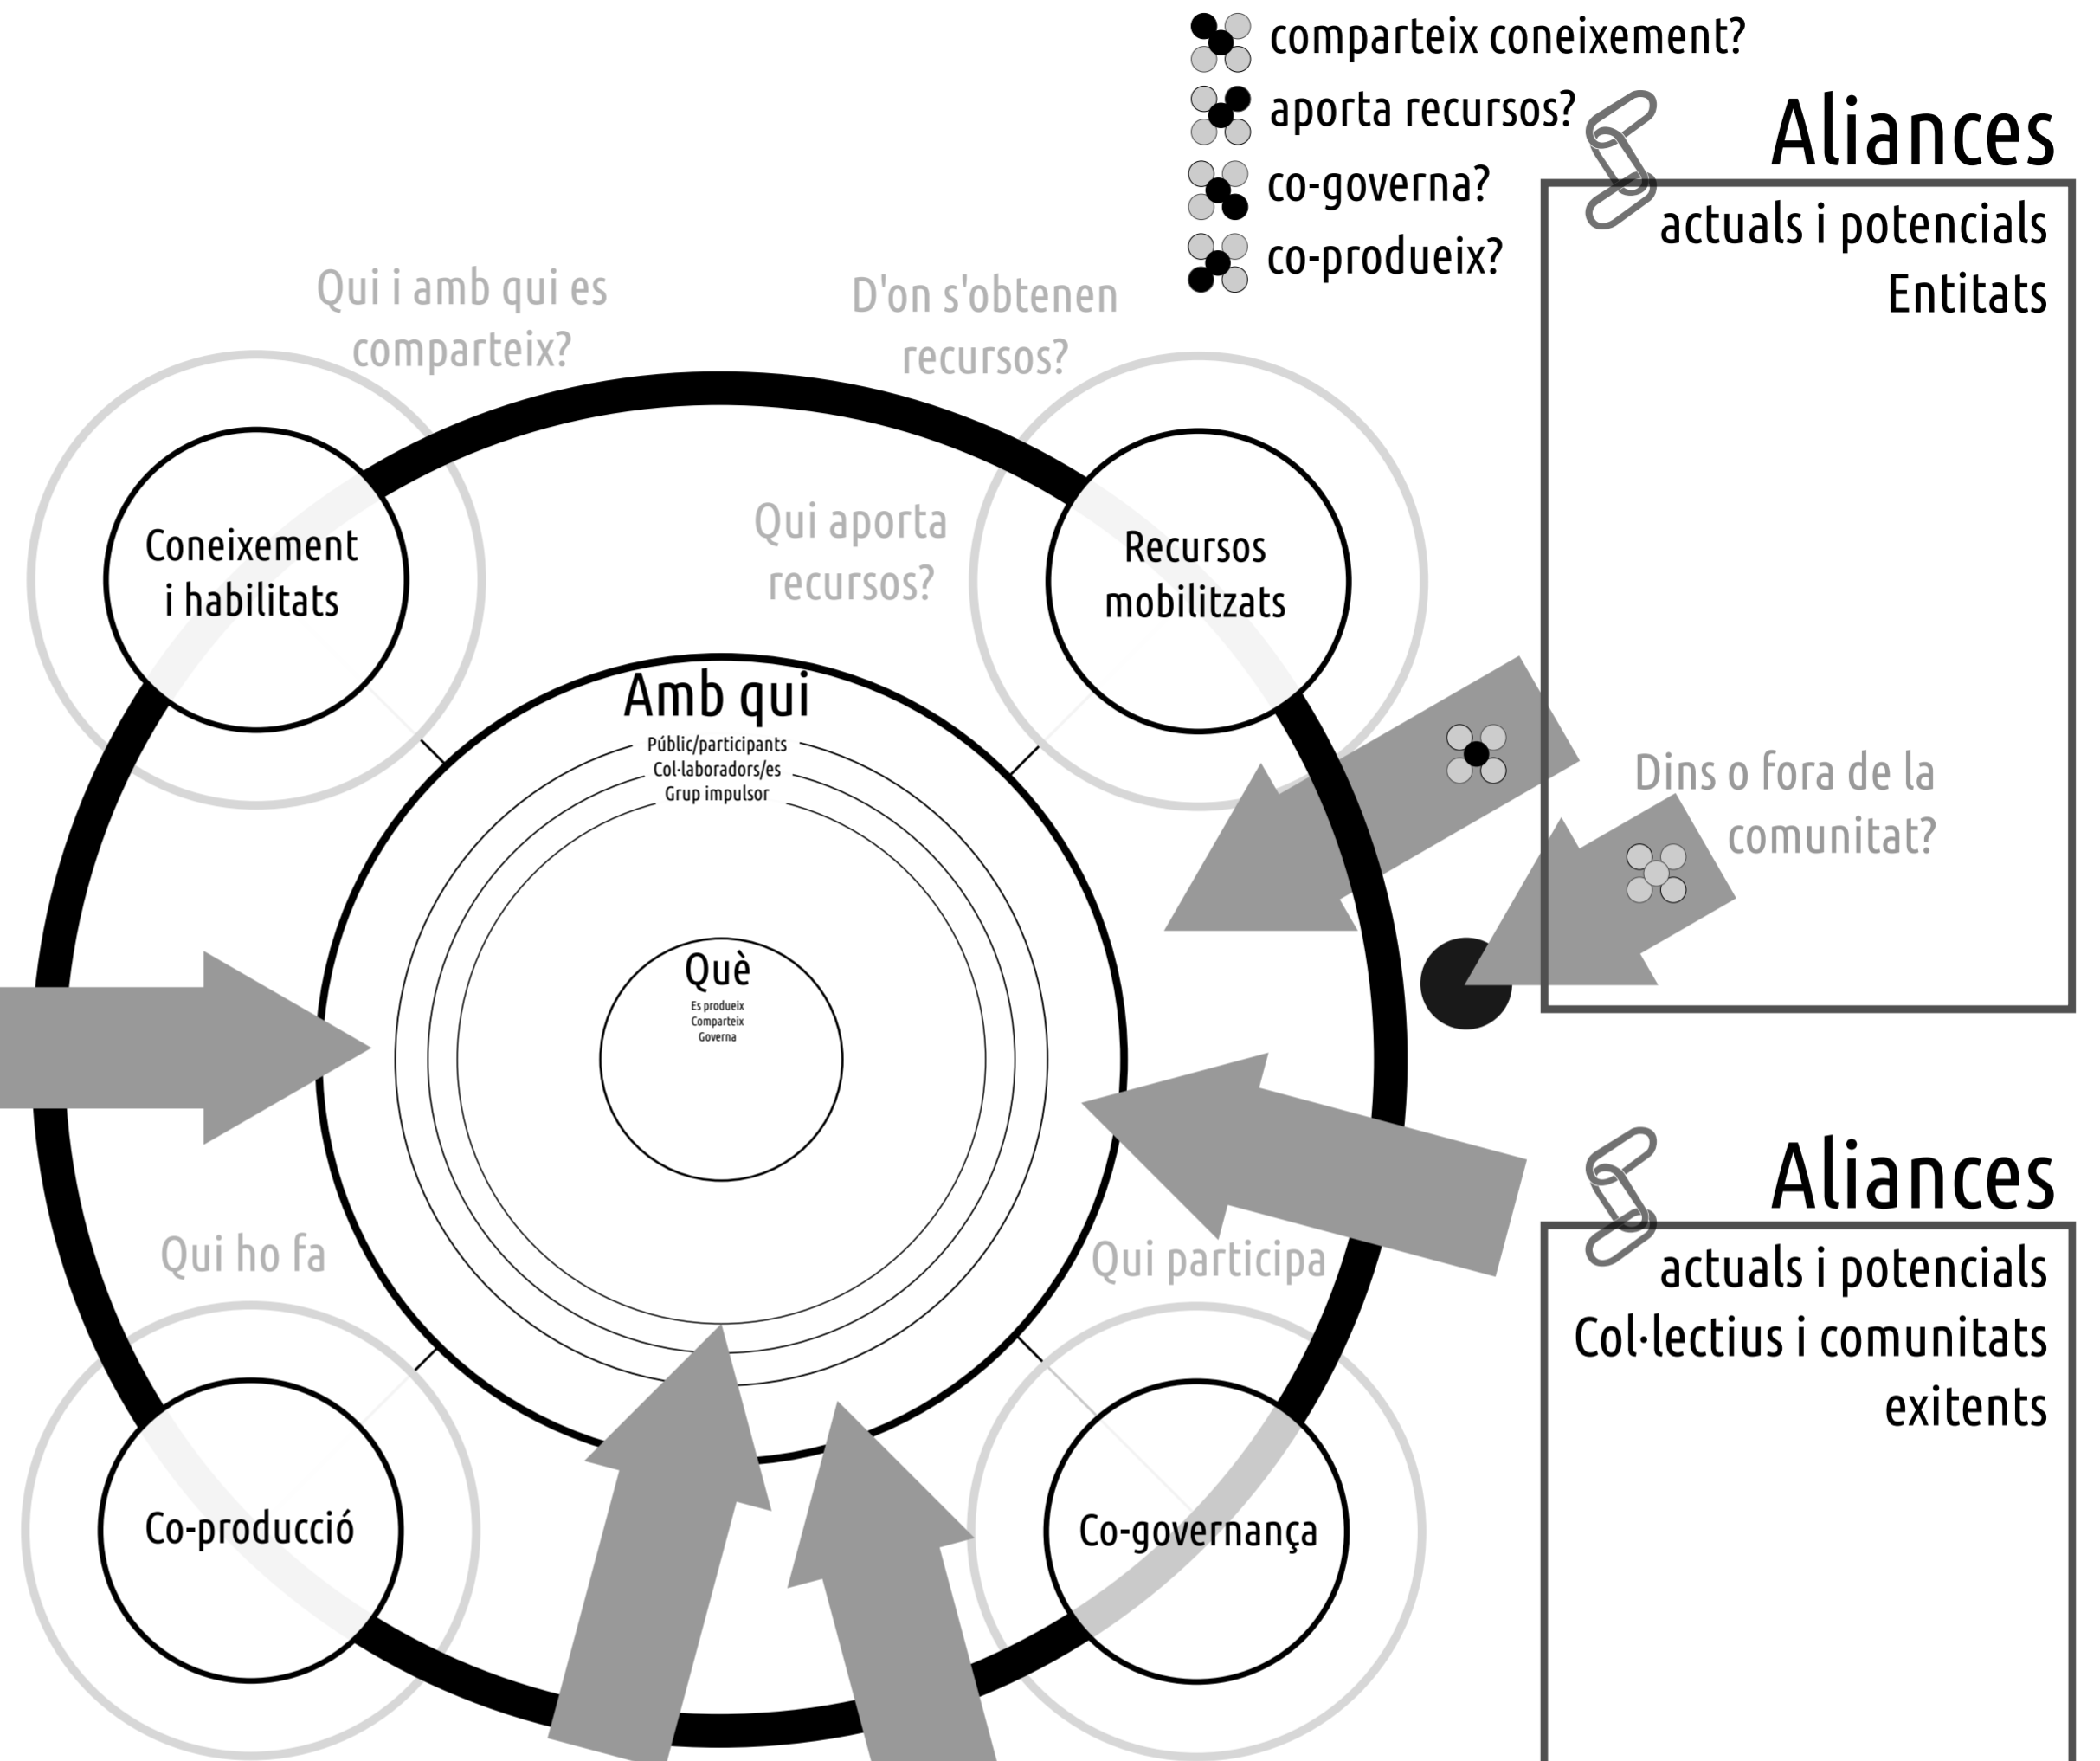 comparteix coneixement?
aporta recursos?
co-governa?
co-produeix?
Aliances
actuals i potencials
Entitats
Qui i amb qui es
comparteix?
D'on s'obtenen
recursos?
Coneixement
i habilitats
Qui aporta
recursos?
Recursos
mobilitzats
Amb qui
Públic/participants
Col·laboradors/es
Grup impulsor
Dins o fora de la
comunitat?
Què
Es produeix
Comparteix
Governa
Aliances
actuals i potencials
Col·lectius i comunitats
exitents
Qui ho fa
Qui participa
Co-producció
Co-governança